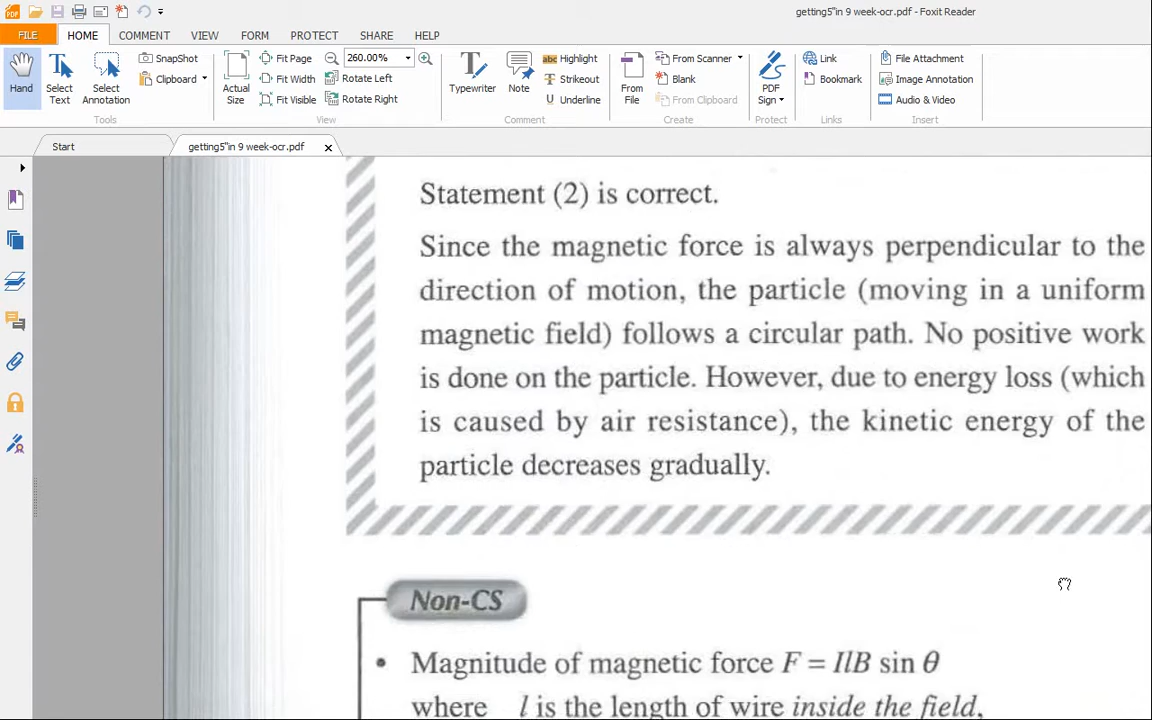 getting5"in 9 week-ocr.pdf - Foxit Reader
FILE HOME COMMENT VIEW FORM PROTECT SHARE HELP
Hand
Select Text
Select Annotation
SnapShot
Clipboard
Tools
Actual Size
Fit Page
Fit Width
Fit Visible
260.00%
Rotate Left
Rotate Right
View
Typewriter
Note
Highlight
Strikeout
Underline
Comment
From File
From Scanner
Blank
From Clipboard
Create
PDF Sign
Protect
Link
Bookmark
Links
File Attachment
Image Annotation
Audio & Video
Insert
Start
getting5"in 9 week-ocr.pdf
Statement (2) is correct.
Since the magnetic force is always perpendicular to the
direction of motion, the particle (moving in a uniform
magnetic field) follows a circular path. No positive work
is done on the particle. However, due to energy loss (which
is caused by air resistance), the kinetic energy of the
particle decreases gradually.
Non-CS
• Magnitude of magnetic force F = IlB sin θ
where l is the length of wire inside the field,